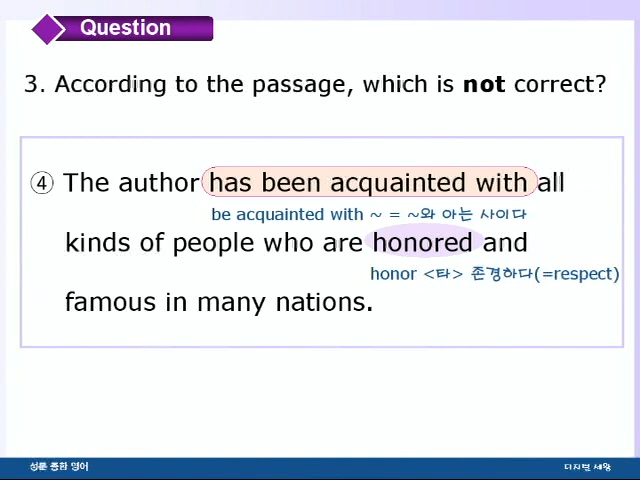 Question
3. According to the passage, which is not correct?
④ The author has been acquainted with all
be acquainted with ~ = ~와 아는 사이다
kinds of people who are honored and
honor <타> 존경하다(=respect)
famous in many nations.
성문 종합 영어
디지털 세왕